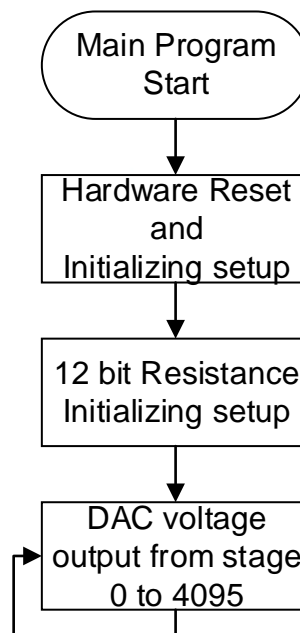 Main Program
Start
Hardware Reset
and
Initializing setup
12 bit Resistance
Initializing setup
DAC voltage
output from stage
0 to 4095